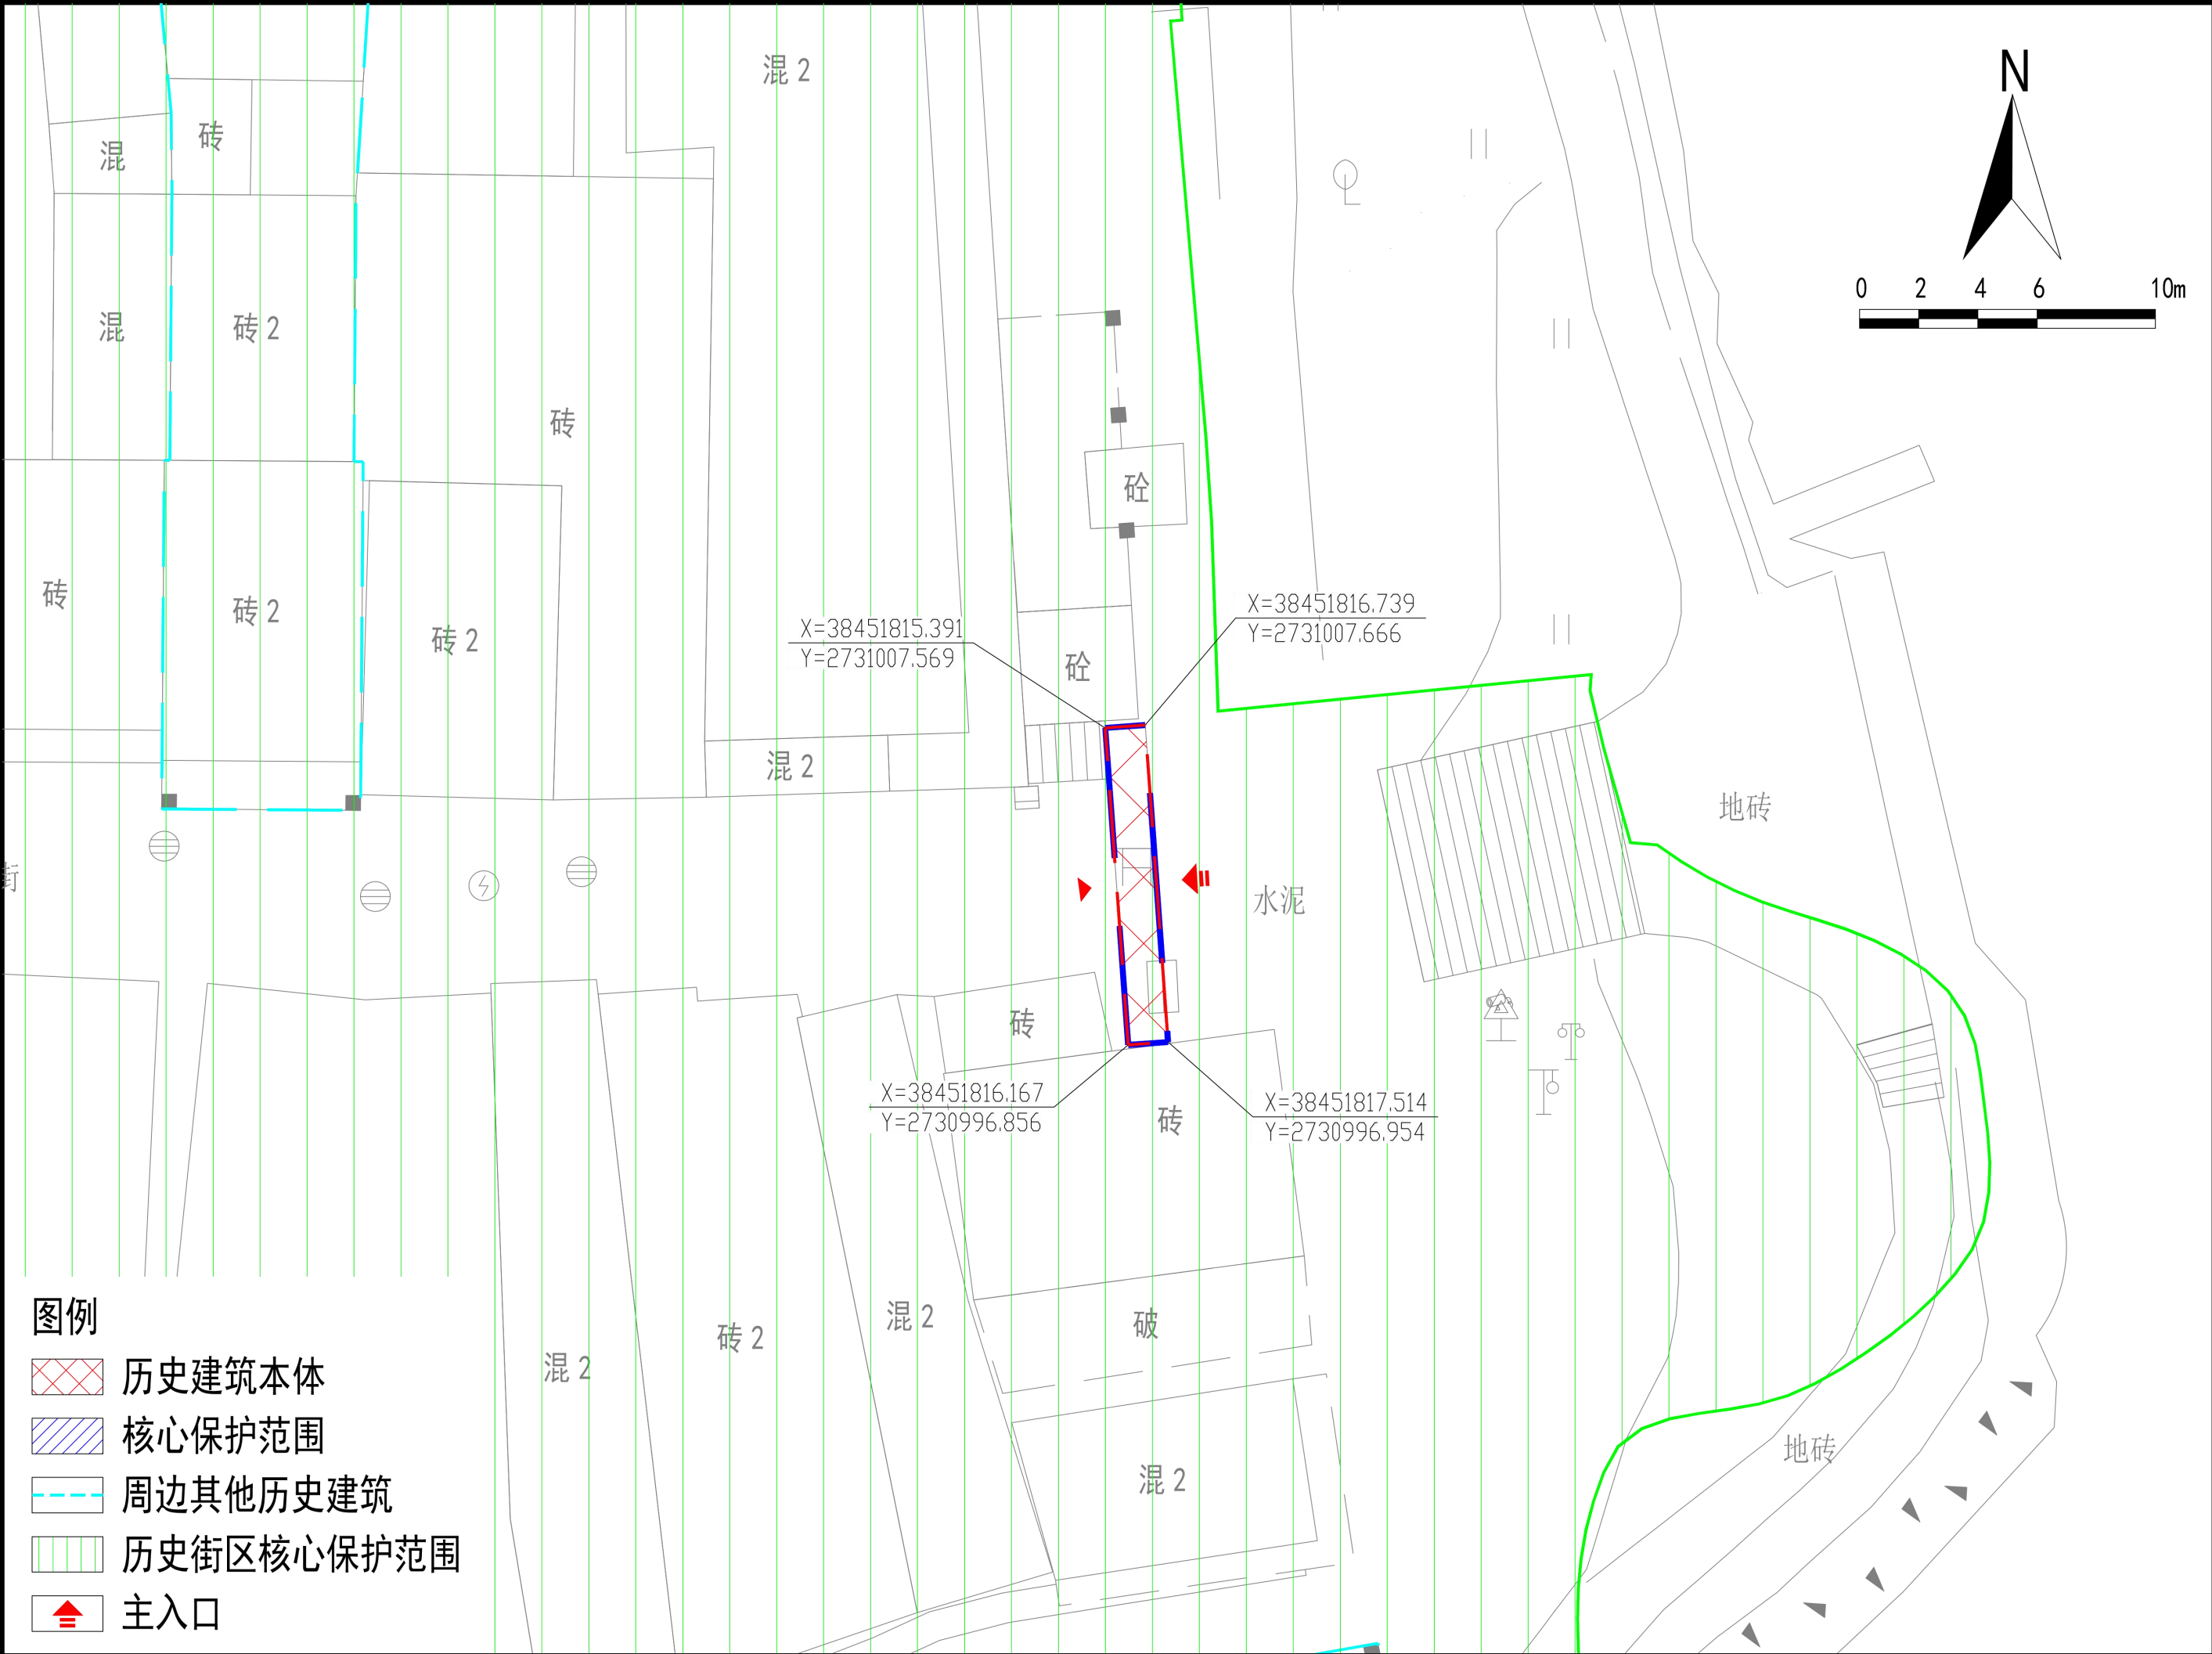 混 2
N
砖
混
0 2 4 6 10m
混
砖 2
砖
砼
砖
砖 2
砖 2
X=38451816.739
Y=2731007.666
X=38451815.391
Y=2731007.569
砼
混 2
地砖
街
水泥
砖
X=38451816.167
Y=2730996.856
X=38451817.514
Y=2730996.954
砖
混 2
破
砖 2
混 2
地砖
混 2
图例
历史建筑本体
核心保护范围
周边其他历史建筑
历史街区核心保护范围
主入口